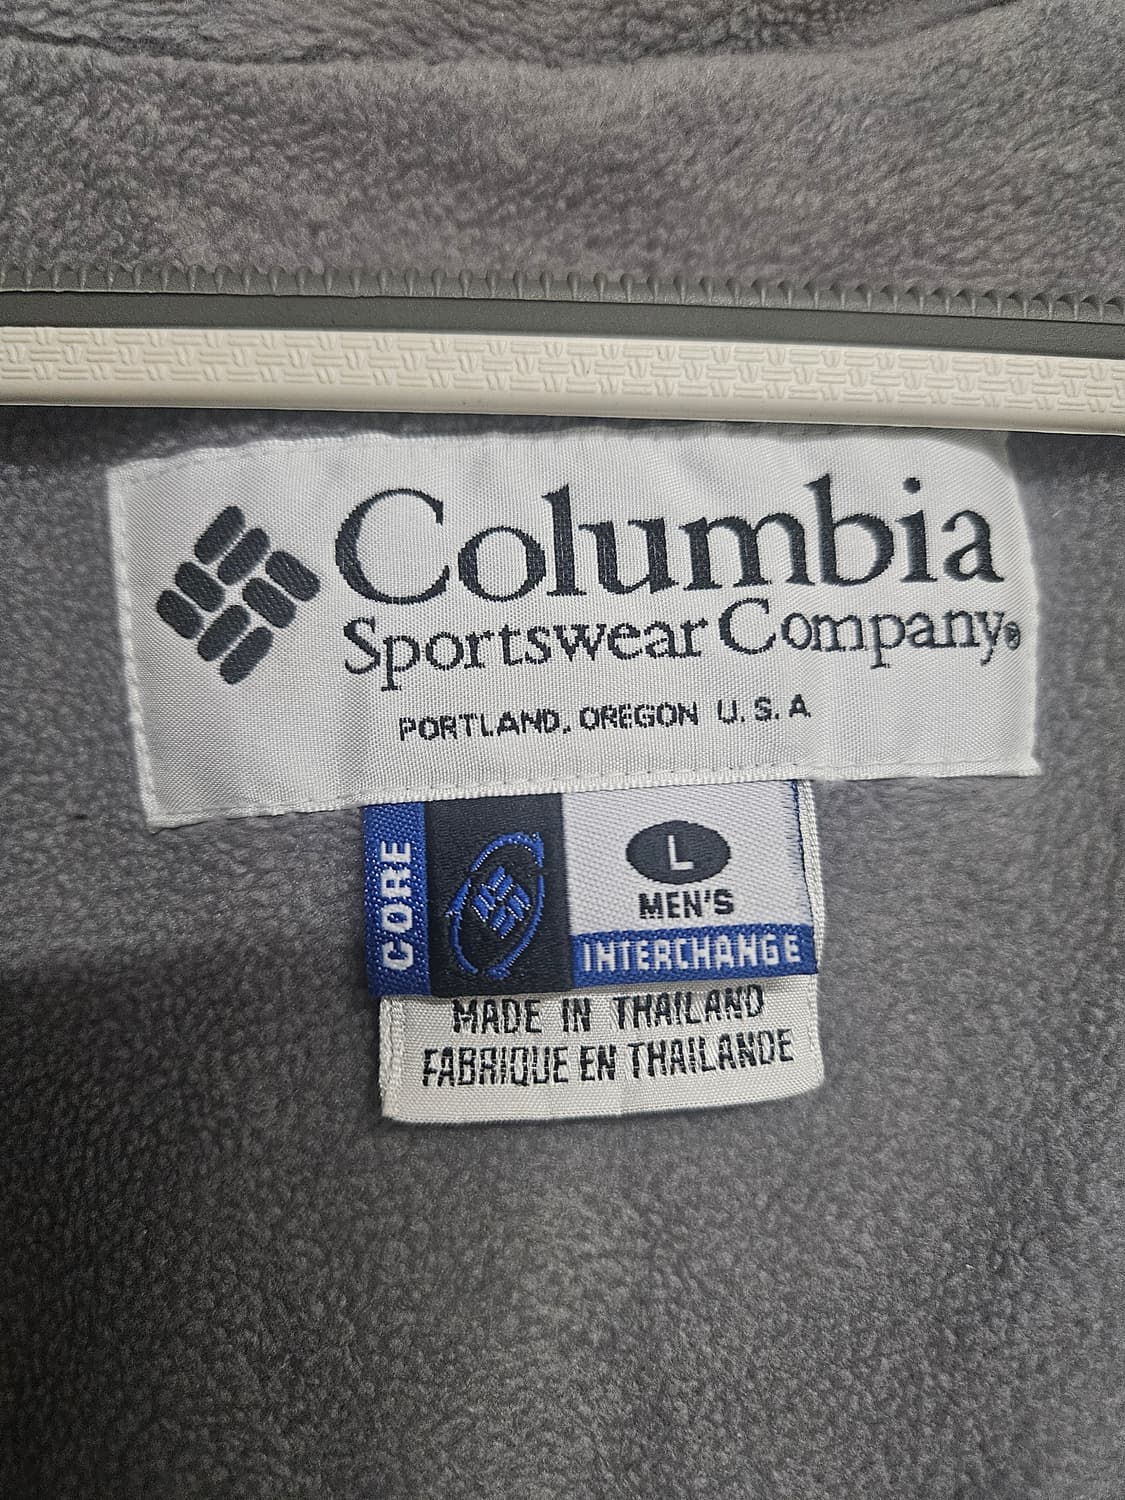 Columbia
Sportswear Company®
PORTLAND, OREGON U.S.A
CORE
L
MEN'S
INTERCHANGE
MADE IN THAILAND
FABRIQUE EN THAILANDE